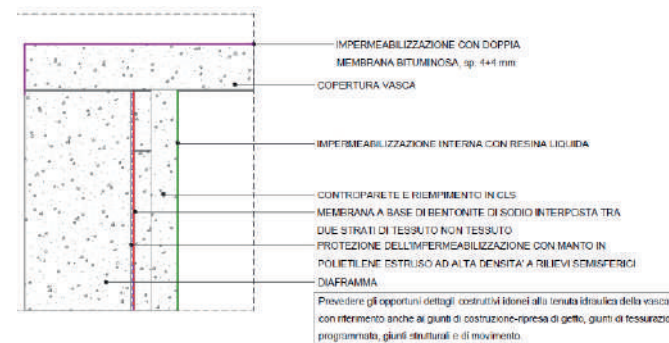 IMPERMEABILIZZAZIONE CON DOPPIA
MEMBRANA BITUMINOSA, sp. 4+4 mm
COPERTURA VASCA
IMPERMEABILIZZAZIONE INTERNA CON RESINA LIQUIDA
CONTROPARETE E RIEMPIMENTO IN CLS
MEMBRANA A BASE DI BENTONITE DI SODIO INTERPOSTA TRA
DUE STRATI DI TESSUTO NON TESSUTO
PROTEZIONE DELL'IMPERMEABILIZZAZIONE CON MANTO IN
POLIETILENE ESTRUSO AD ALTA DENSITA' A RILIEVI SEMISFERICI
DIAFRAMMA
Prevedere gli opportuni dettagli costruttivi idonei alla tenuta idraulica della vasca
con riferimento anche ai giunti di costruzione-ripresa di getto, giunti di fessurazio
programmata, giunti strutturali e di movimento.